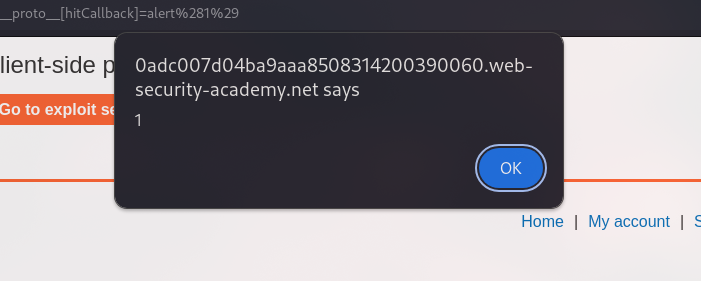 __proto__[hitCallback]=alert%281%29
lient-side p
0adc007d04ba9aaa8508314200390060.web-
security-academy.net says
Go to exploit se
1
OK
Home | My account | S